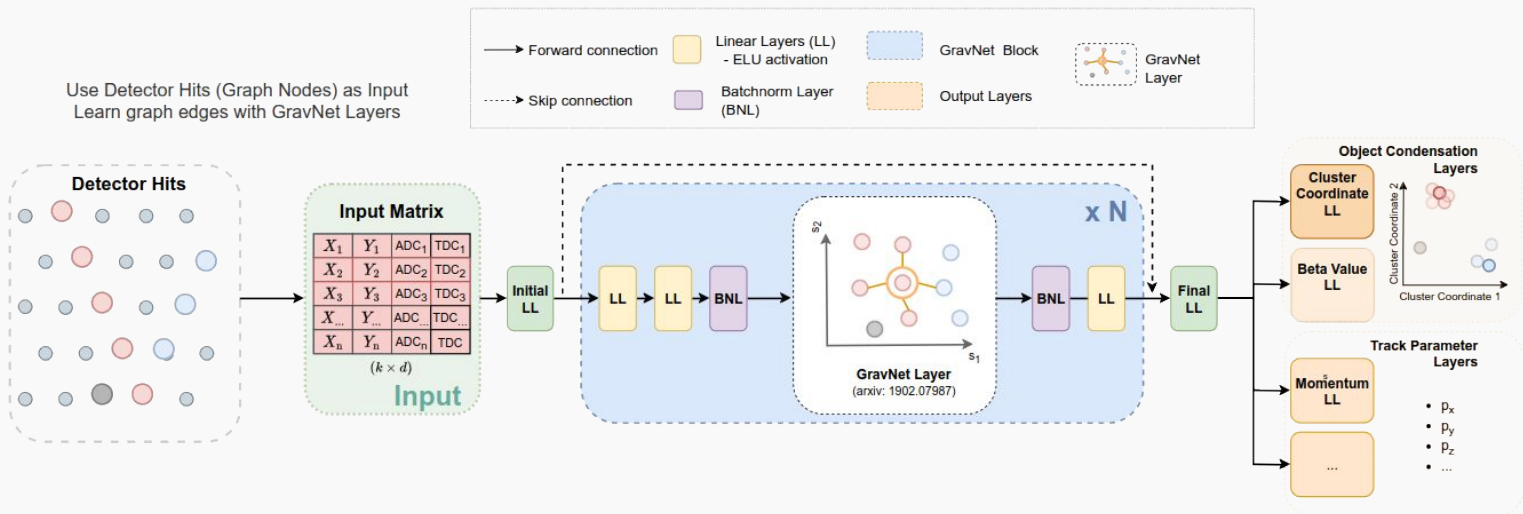 Use Detector Hits (Graph Nodes) as Input
Learn graph edges with GravNet Layers
Forward connection
Skip connection
Linear Layers (LL)
- ELU activation
Batchnorm Layer
(BNL)
GravNet Block
Output Layers
GravNet
Layer
Detector Hits
Input Matrix
X₁ Y₁ ADC₁ TDC₁
X₂ Y₂ ADC₂ TDC₂
X₃ Y₃ ADC₃ TDC₃
X... Y... ADC... TDC...
Xₙ Yₙ ADCₙ TDC
(k × d)
Input
Initial
LL
LL
LL
BNL
x N
s₂
s₁
GravNet Layer
(arxiv: 1902.07987)
BNL
LL
Final
LL
Object Condensation
Layers
Cluster
Coordinate
LL
Cluster Coordinate 2
Cluster Coordinate 1
Beta Value
LL
Track Parameter
Layers
s
Momentum
LL
• pₓ
• p_y
• p_z
• ...
...